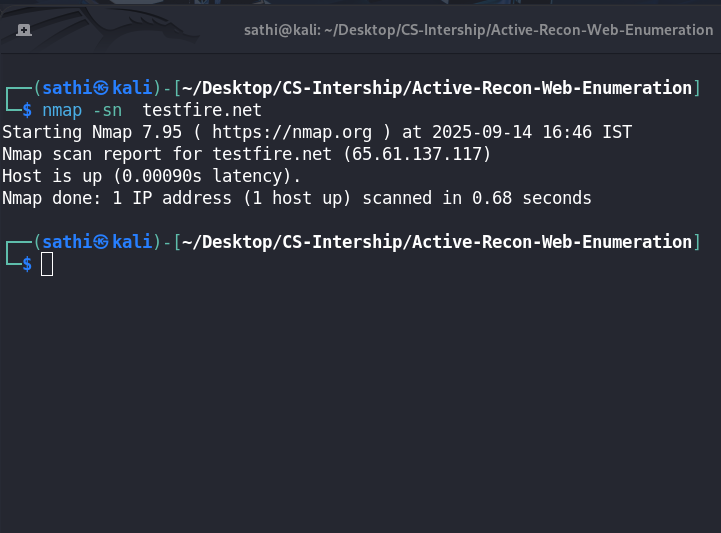 sathi@kali: ~/Desktop/CS-Intership/Active-Recon-Web-Enumeration
┌──(sathi㉿kali)-[~/Desktop/CS-Intership/Active-Recon-Web-Enumeration]
└─$ nmap -sn  testfire.net
Starting Nmap 7.95 ( https://nmap.org ) at 2025-09-14 16:46 IST
Nmap scan report for testfire.net (65.61.137.117)
Host is up (0.00090s latency).
Nmap done: 1 IP address (1 host up) scanned in 0.68 seconds
┌──(sathi㉿kali)-[~/Desktop/CS-Intership/Active-Recon-Web-Enumeration]
└─$